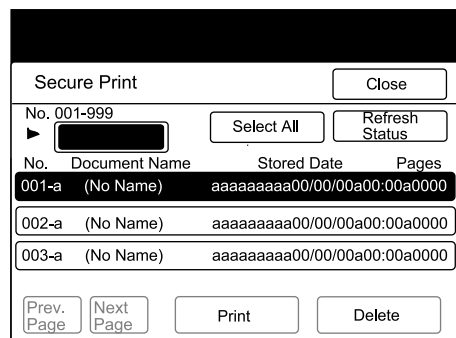 Secure Print
Close
No. 001-999
Select All
Refresh
Status
No. Document Name Stored Date Pages
001-a (No Name) aaaaaaaaa00/00/00a00:00a0000
002-a (No Name) aaaaaaaaa00/00/00a00:00a0000
003-a (No Name) aaaaaaaaa00/00/00a00:00a0000
Prev.
Page
Next
Page
Print
Delete